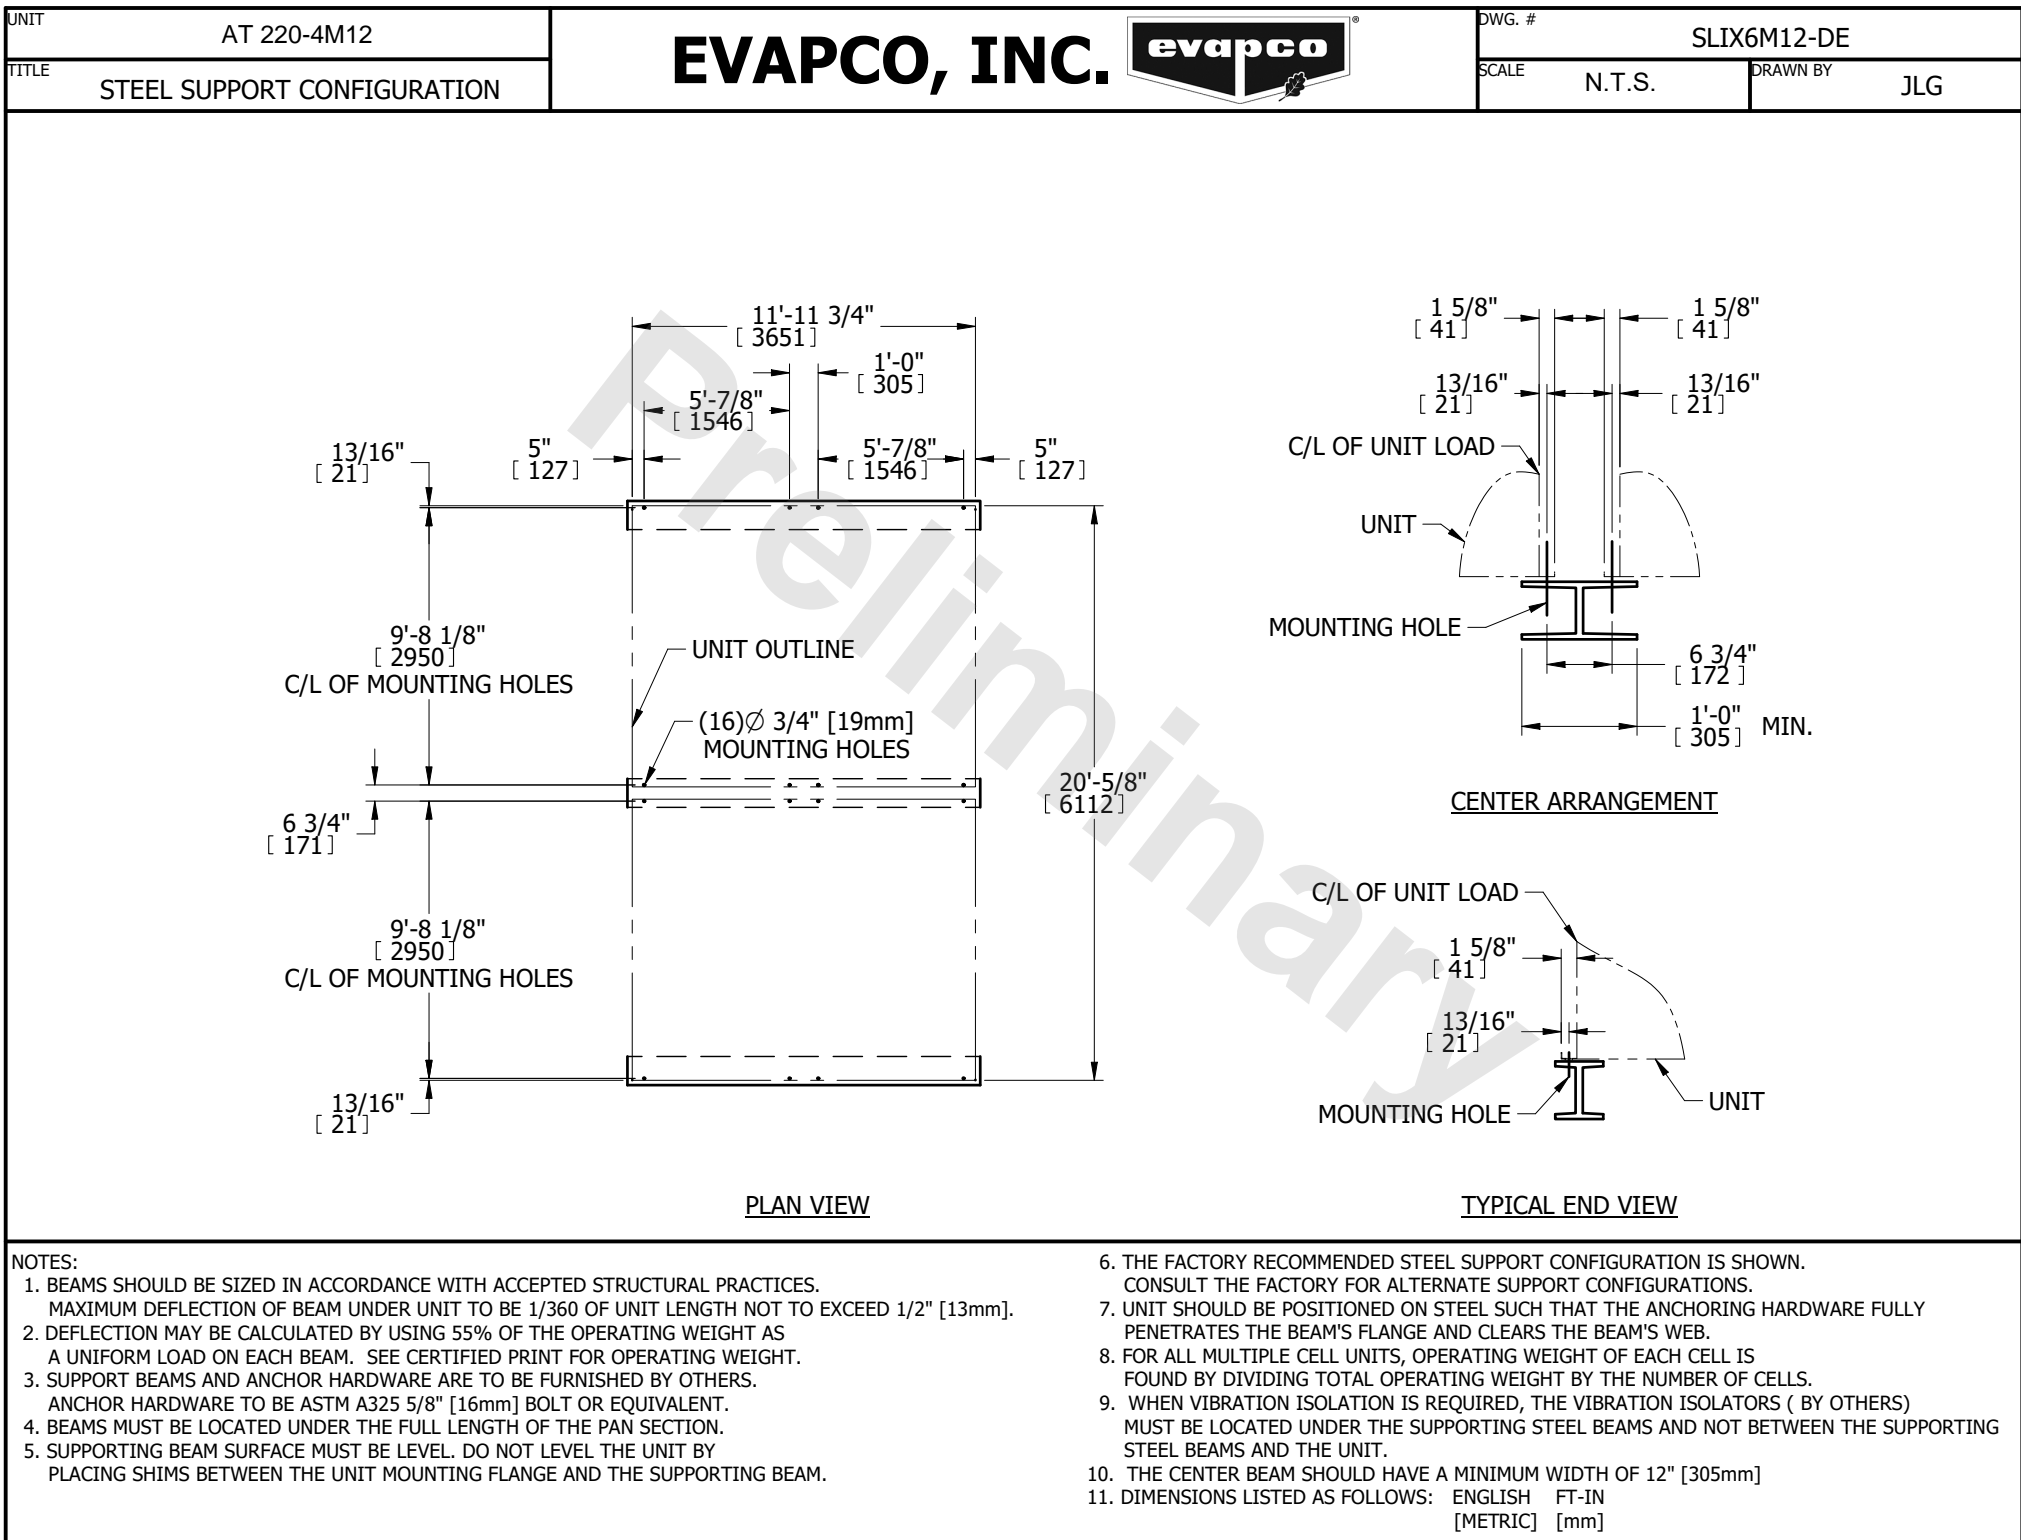 UNIT
AT 220-4M12
TITLE
STEEL SUPPORT CONFIGURATION
EVAPCO, INC.
evapco
®
DWG. #
SLIX6M12-DE
SCALE
N.T.S.
DRAWN BY
JLG
11'-11 3/4"
[ 3651]
1'-0"
[ 305]
5'-7/8"
[ 1546]
13/16"
[ 21]
5"
[ 127]
5'-7/8"
[ 1546]
5"
[ 127]
9'-8 1/8"
[ 2950]
C/L OF MOUNTING HOLES
UNIT OUTLINE
(16)∅ 3/4" [19mm]
MOUNTING HOLES
20'-5/8"
[ 6112]
6 3/4"
[ 171]
9'-8 1/8"
[ 2950]
C/L OF MOUNTING HOLES
13/16"
[ 21]
PLAN VIEW
1 5/8"
[ 41]
1 5/8"
[ 41]
13/16"
[ 21]
13/16"
[ 21]
C/L OF UNIT LOAD
UNIT
MOUNTING HOLE
6 3/4"
[ 172]
1'-0"
[ 305] MIN.
CENTER ARRANGEMENT
C/L OF UNIT LOAD
1 5/8"
[ 41]
13/16"
[ 21]
MOUNTING HOLE
UNIT
TYPICAL END VIEW
Preliminary
NOTES:
1. BEAMS SHOULD BE SIZED IN ACCORDANCE WITH ACCEPTED STRUCTURAL PRACTICES.
MAXIMUM DEFLECTION OF BEAM UNDER UNIT TO BE 1/360 OF UNIT LENGTH NOT TO EXCEED 1/2" [13mm].
2. DEFLECTION MAY BE CALCULATED BY USING 55% OF THE OPERATING WEIGHT AS
A UNIFORM LOAD ON EACH BEAM. SEE CERTIFIED PRINT FOR OPERATING WEIGHT.
3. SUPPORT BEAMS AND ANCHOR HARDWARE ARE TO BE FURNISHED BY OTHERS.
ANCHOR HARDWARE TO BE ASTM A325 5/8" [16mm] BOLT OR EQUIVALENT.
4. BEAMS MUST BE LOCATED UNDER THE FULL LENGTH OF THE PAN SECTION.
5. SUPPORTING BEAM SURFACE MUST BE LEVEL. DO NOT LEVEL THE UNIT BY
PLACING SHIMS BETWEEN THE UNIT MOUNTING FLANGE AND THE SUPPORTING BEAM.
6. THE FACTORY RECOMMENDED STEEL SUPPORT CONFIGURATION IS SHOWN.
CONSULT THE FACTORY FOR ALTERNATE SUPPORT CONFIGURATIONS.
7. UNIT SHOULD BE POSITIONED ON STEEL SUCH THAT THE ANCHORING HARDWARE FULLY
PENETRATES THE BEAM'S FLANGE AND CLEARS THE BEAM'S WEB.
8. FOR ALL MULTIPLE CELL UNITS, OPERATING WEIGHT OF EACH CELL IS
FOUND BY DIVIDING TOTAL OPERATING WEIGHT BY THE NUMBER OF CELLS.
9. WHEN VIBRATION ISOLATION IS REQUIRED, THE VIBRATION ISOLATORS ( BY OTHERS)
MUST BE LOCATED UNDER THE SUPPORTING STEEL BEAMS AND NOT BETWEEN THE SUPPORTING
STEEL BEAMS AND THE UNIT.
10. THE CENTER BEAM SHOULD HAVE A MINIMUM WIDTH OF 12" [305mm]
11. DIMENSIONS LISTED AS FOLLOWS: ENGLISH FT-IN
[METRIC] [mm]